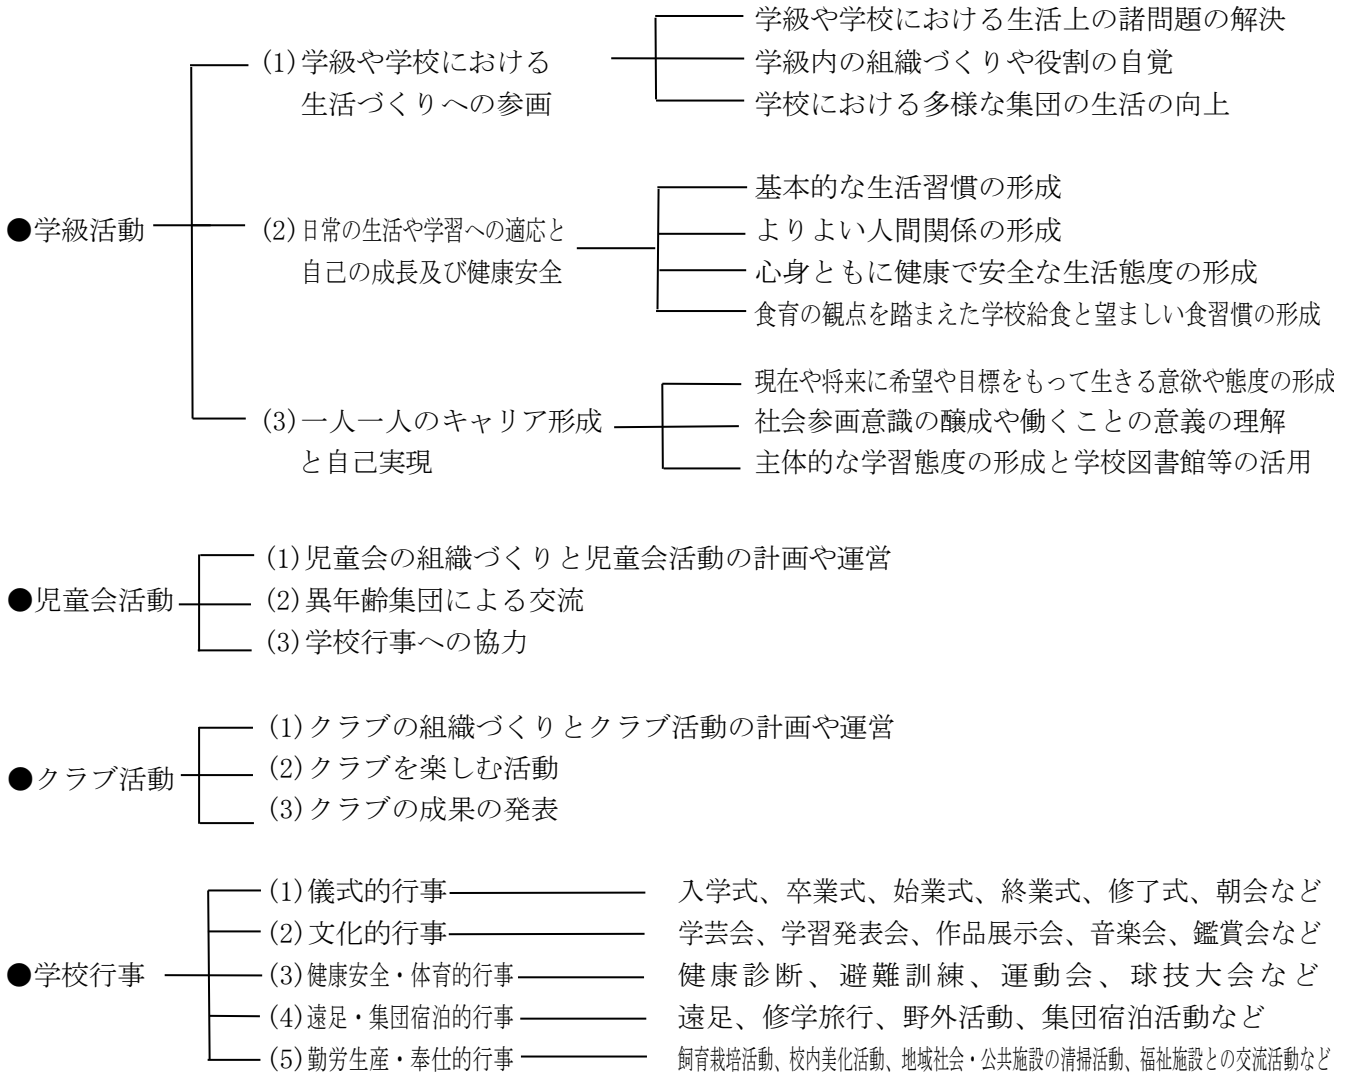 ●学級活動
(1)学級や学校における
生活づくりへの参画
学級や学校における生活上の諸問題の解決
学級内の組織づくりや役割の自覚
学校における多様な集団の生活の向上
(2)日常の生活や学習への適応と
自己の成長及び健康安全
基本的な生活習慣の形成
よりよい人間関係の形成
心身ともに健康で安全な生活態度の形成
食育の観点を踏まえた学校給食と望ましい食習慣の形成
(3)一人一人のキャリア形成
と自己実現
現在や将来に希望や目標をもって生きる意欲や態度の形成
社会参画意識の醸成や働くことの意義の理解
主体的な学習態度の形成と学校図書館等の活用
●児童会活動
(1)児童会の組織づくりと児童会活動の計画や運営
(2)異年齢集団による交流
(3)学校行事への協力
●クラブ活動
(1)クラブの組織づくりとクラブ活動の計画や運営
(2)クラブを楽しむ活動
(3)クラブの成果の発表
●学校行事
(1)儀式的行事 入学式、卒業式、始業式、終業式、修了式、朝会など
(2)文化的行事 学芸会、学習発表会、作品展示会、音楽会、鑑賞会など
(3)健康安全・体育的行事 健康診断、避難訓練、運動会、球技大会など
(4)遠足・集団宿泊的行事 遠足、修学旅行、野外活動、集団宿泊活動など
(5)勤労生産・奉仕的行事 飼育栽培活動、校内美化活動、地域社会・公共施設の清掃活動、福祉施設との交流活動など